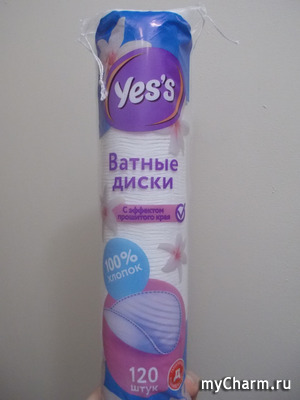 Yes's
Ватные
диски
С эффектом
прошитого края
100%
хлопок
120
штук
Д
myCharm.ru